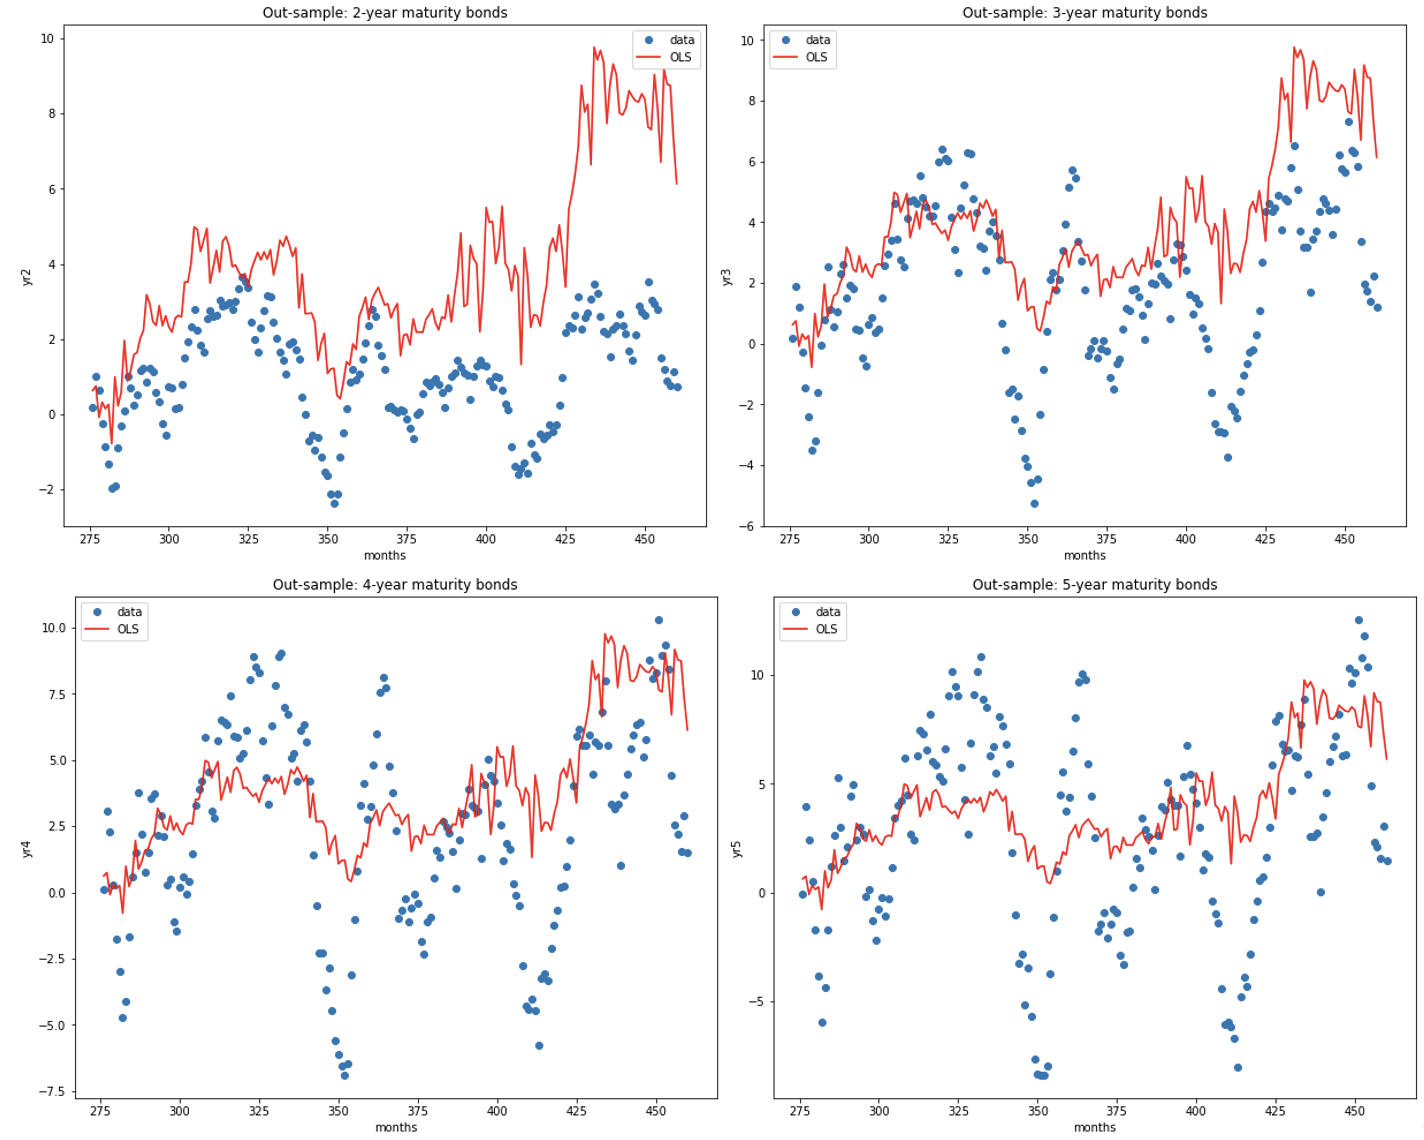 Out-sample: 2-year maturity bonds
data
OLS
10
8
6
4
2
0
−2
yr2
275 300 325 350 375 400 425 450
months
Out-sample: 3-year maturity bonds
data
OLS
10
8
6
4
2
0
−2
−4
−6
yr3
275 300 325 350 375 400 425 450
months
Out-sample: 4-year maturity bonds
data
OLS
10.0
7.5
5.0
2.5
0.0
−2.5
−5.0
−7.5
yr4
275 300 325 350 375 400 425 450
months
Out-sample: 5-year maturity bonds
data
OLS
10
5
0
−5
yr5
275 300 325 350 375 400 425 450
months